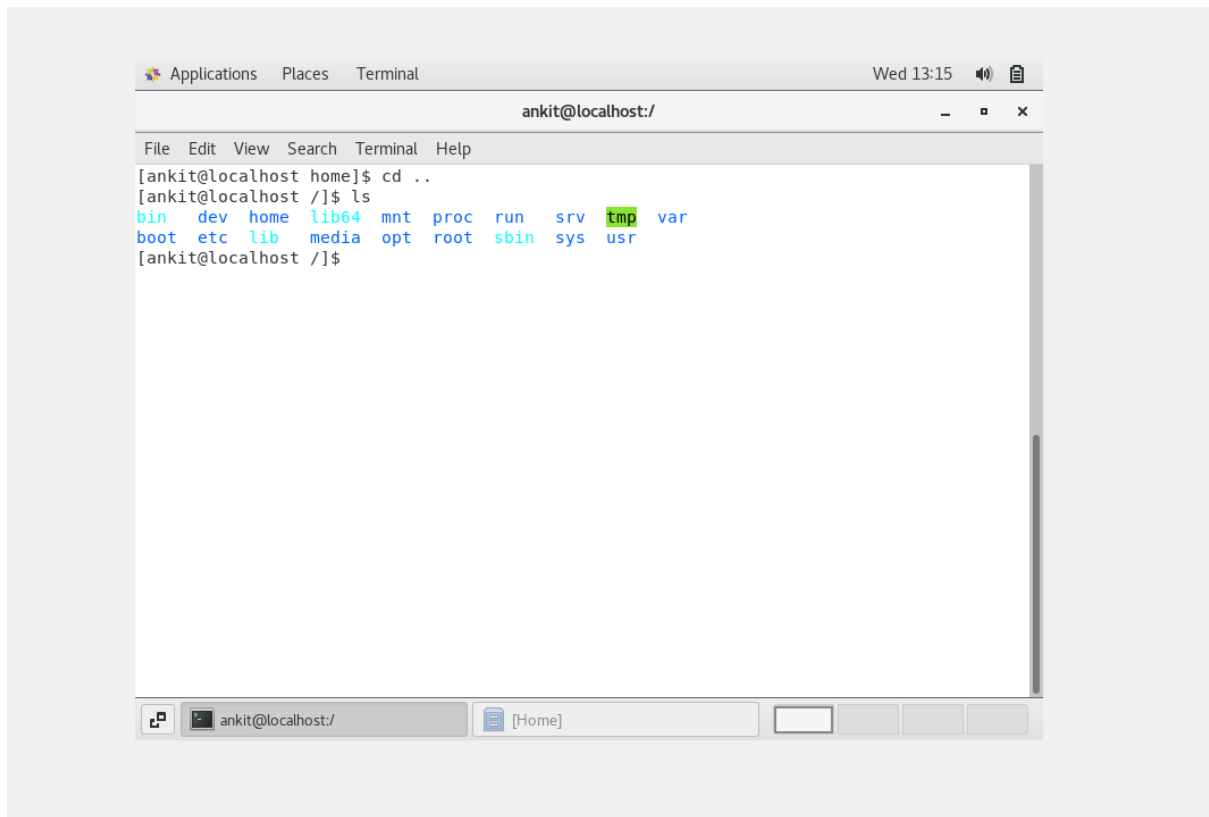 Applications Places Terminal Wed 13:15
ankit@localhost:/
File Edit View Search Terminal Help
[ankit@localhost home]$ cd ..
[ankit@localhost /]$ ls
bin dev home lib64 mnt proc run srv tmp var
boot etc lib media opt root sbin sys usr
[ankit@localhost /]$
ankit@localhost:/ [Home]